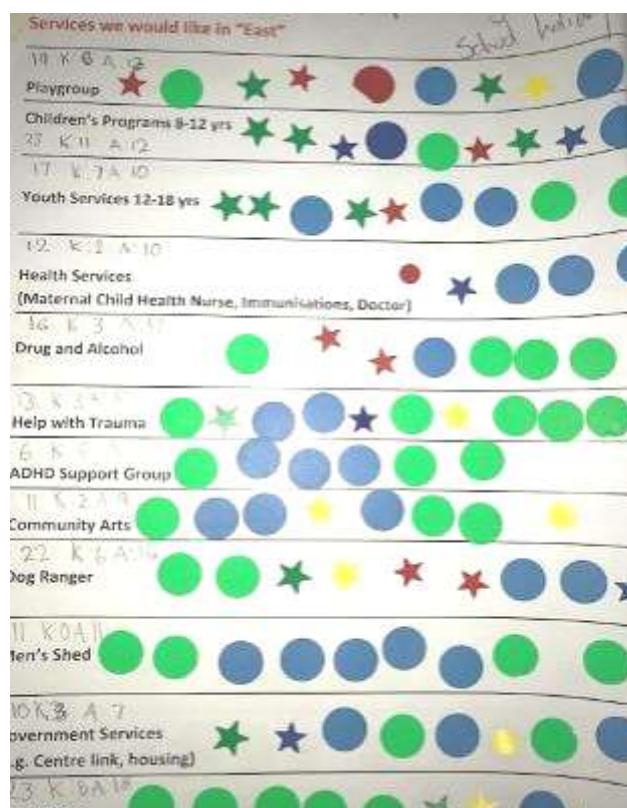 Services we would like in "East"
School
19 K 6 A 13
Playgroup
Children's Programs 8-12 yrs
23 K 11 A 12
17 K 7 A 10
Youth Services 12-18 yrs
12 K 2 A 10
Health Services
(Maternal Child Health Nurse, Immunisations, Doctor)
16 K 3 A
Drug and Alcohol
13 K
Help with Trauma
6 K
ADHD Support Group
11 K 2 A 9
Community Arts
22 K 6 A 16
Dog Ranger
11 K 0 A 11
Men's Shed
10 K 3 A 7
overnment Services
.g. Centre link, housing)
23 K